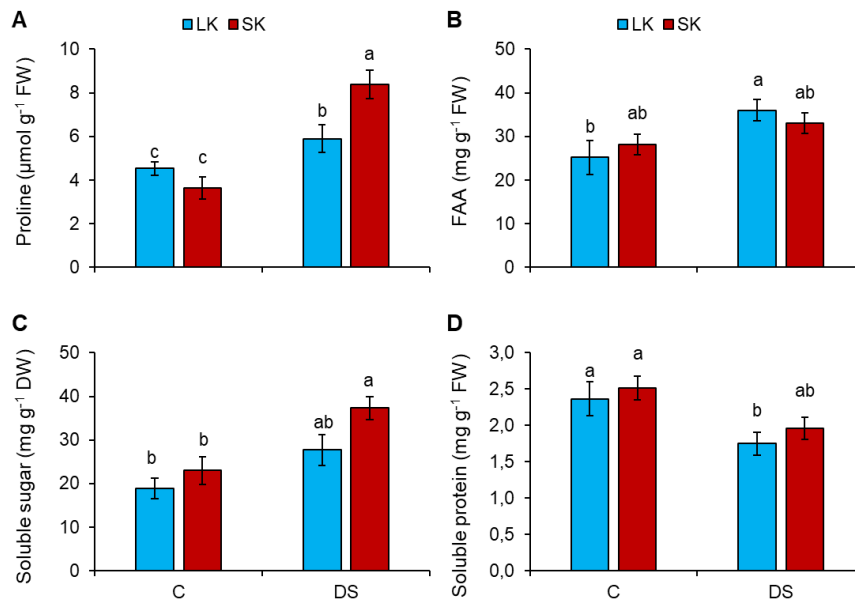 A
LK SK
Proline (µmol g⁻¹ FW)
10
8
6
4
2
0
c
c
b
a
B
LK SK
FAA (mg g⁻¹ FW)
50
40
30
20
10
0
b
ab
a
ab
C
Soluble sugar (mg g⁻¹ DW)
50
40
30
20
10
0
b
b
ab
a
C
DS
D
Soluble protein (mg g⁻¹ FW)
3,0
2,5
2,0
1,5
1,0
0,5
0,0
a
a
b
ab
C
DS